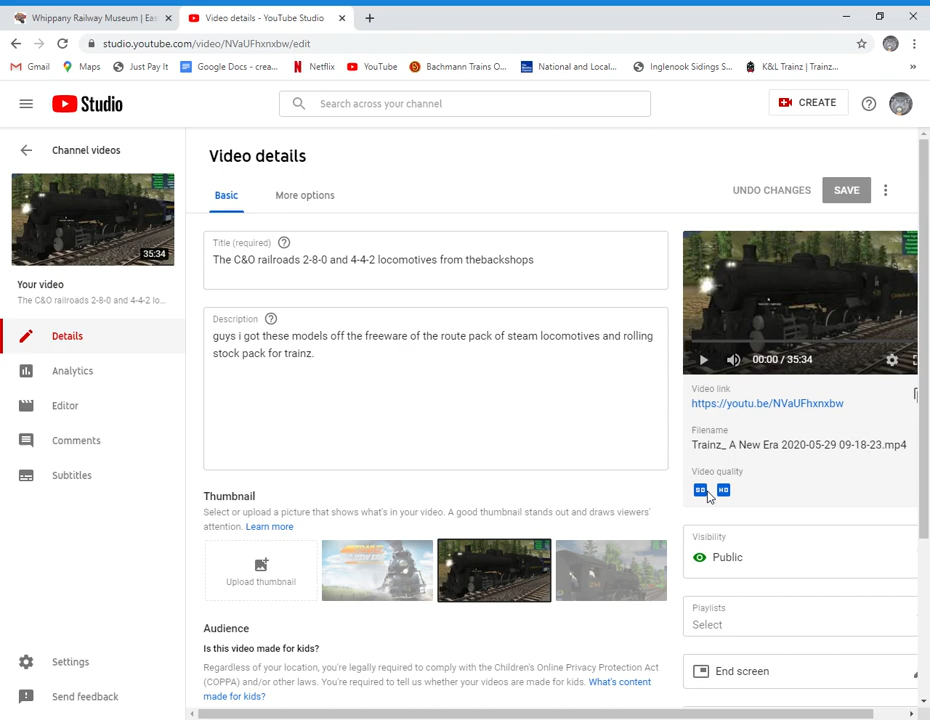 Whippany Railway Museum | Eas
Video details - YouTube Studio
studio.youtube.com/video/NVaUFhxnxbw/edit
Gmail
Maps
Just Pay It
Google Docs - crea...
Netflix
YouTube
Bachmann Trains O...
National and Local...
Inglenook Sidings S...
K&L Trainz | Trainz...
»
Studio
Search across your channel
CREATE
Channel videos
35:34
Your video
The C&O railroads 2-8-0 and 4-4-2 lo...
Details
Analytics
Editor
Comments
Subtitles
Settings
Send feedback
Video details
Basic
More options
UNDO CHANGES
SAVE
Title (required)
The C&O railroads 2-8-0 and 4-4-2 locomotives from thebackshops
Description
guys i got these models off the freeware of the route pack of steam locomotives and rolling
stock pack for trainz.
Thumbnail
Select or upload a picture that shows what's in your video. A good thumbnail stands out and draws viewers'
attention. Learn more
Upload thumbnail
Audience
Is this video made for kids?
Regardless of your location, you're legally required to comply with the Children's Online Privacy Protection Act
(COPPA) and/or other laws. You're required to tell us whether your videos are made for kids. What's content
made for kids?
00:00 / 35:34
Video link
https://youtu.be/NVaUFhxnxbw
Filename
Trainz_ A New Era 2020-05-29 09-18-23.mp4
Video quality
SD HD
Visibility
Public
Playlists
Select
End screen